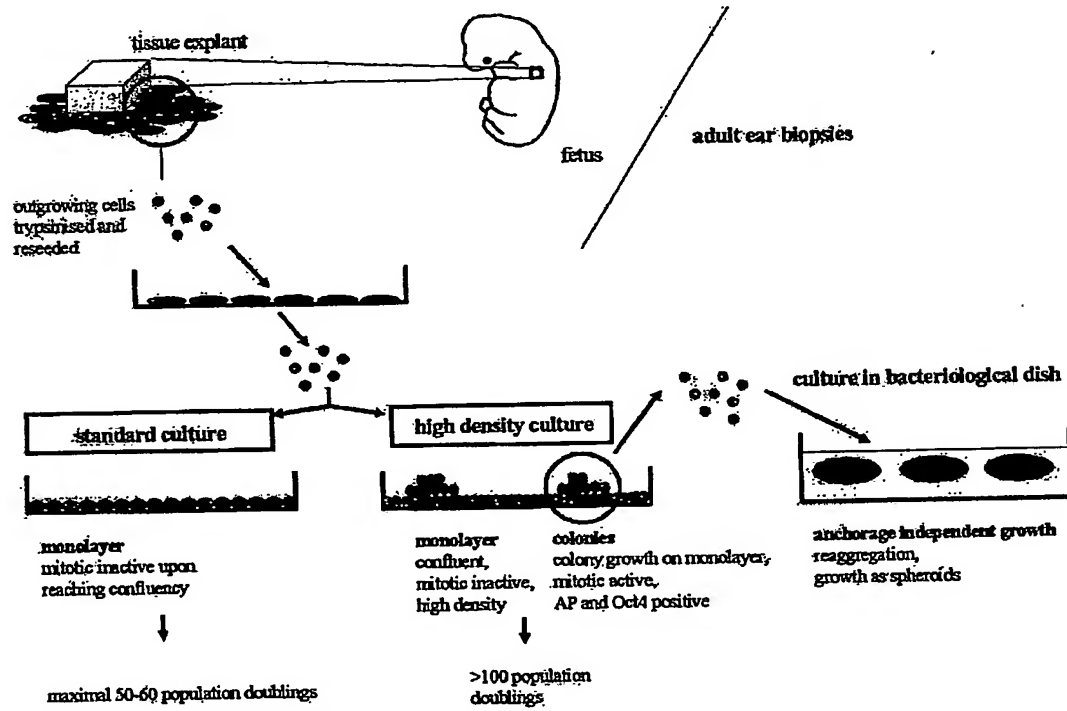 tissue explant
fetus
adult ear biopsies
outgrowing cells
trypsinised and
reseeded
culture in bacteriological dish
standard culture
high density culture
monolayer
mitotic inactive upon
reaching confluency
monolayer
confluent,
mitotic inactive,
high density
colonies
colony growth on monolayer,
mitotic active,
AP and Oct4 positive
anchorage independent growth
reaggregation,
growth as spheroids
maximal 50-60 population doublings
>100 population
doublings